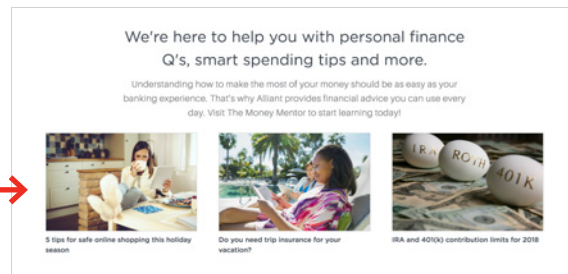 We're here to help you with personal finance
Q's, smart spending tips and more.
Understanding how to make the most of your money should be as easy as your
banking experience. That's why Alliant provides financial advice you can use every
day. Visit The Money Mentor to start learning today!
IRA
ROTH
401K
5 tips for safe online shopping this holiday
season
Do you need trip insurance for your
vacation?
IRA and 401(k) contribution limits for 2018